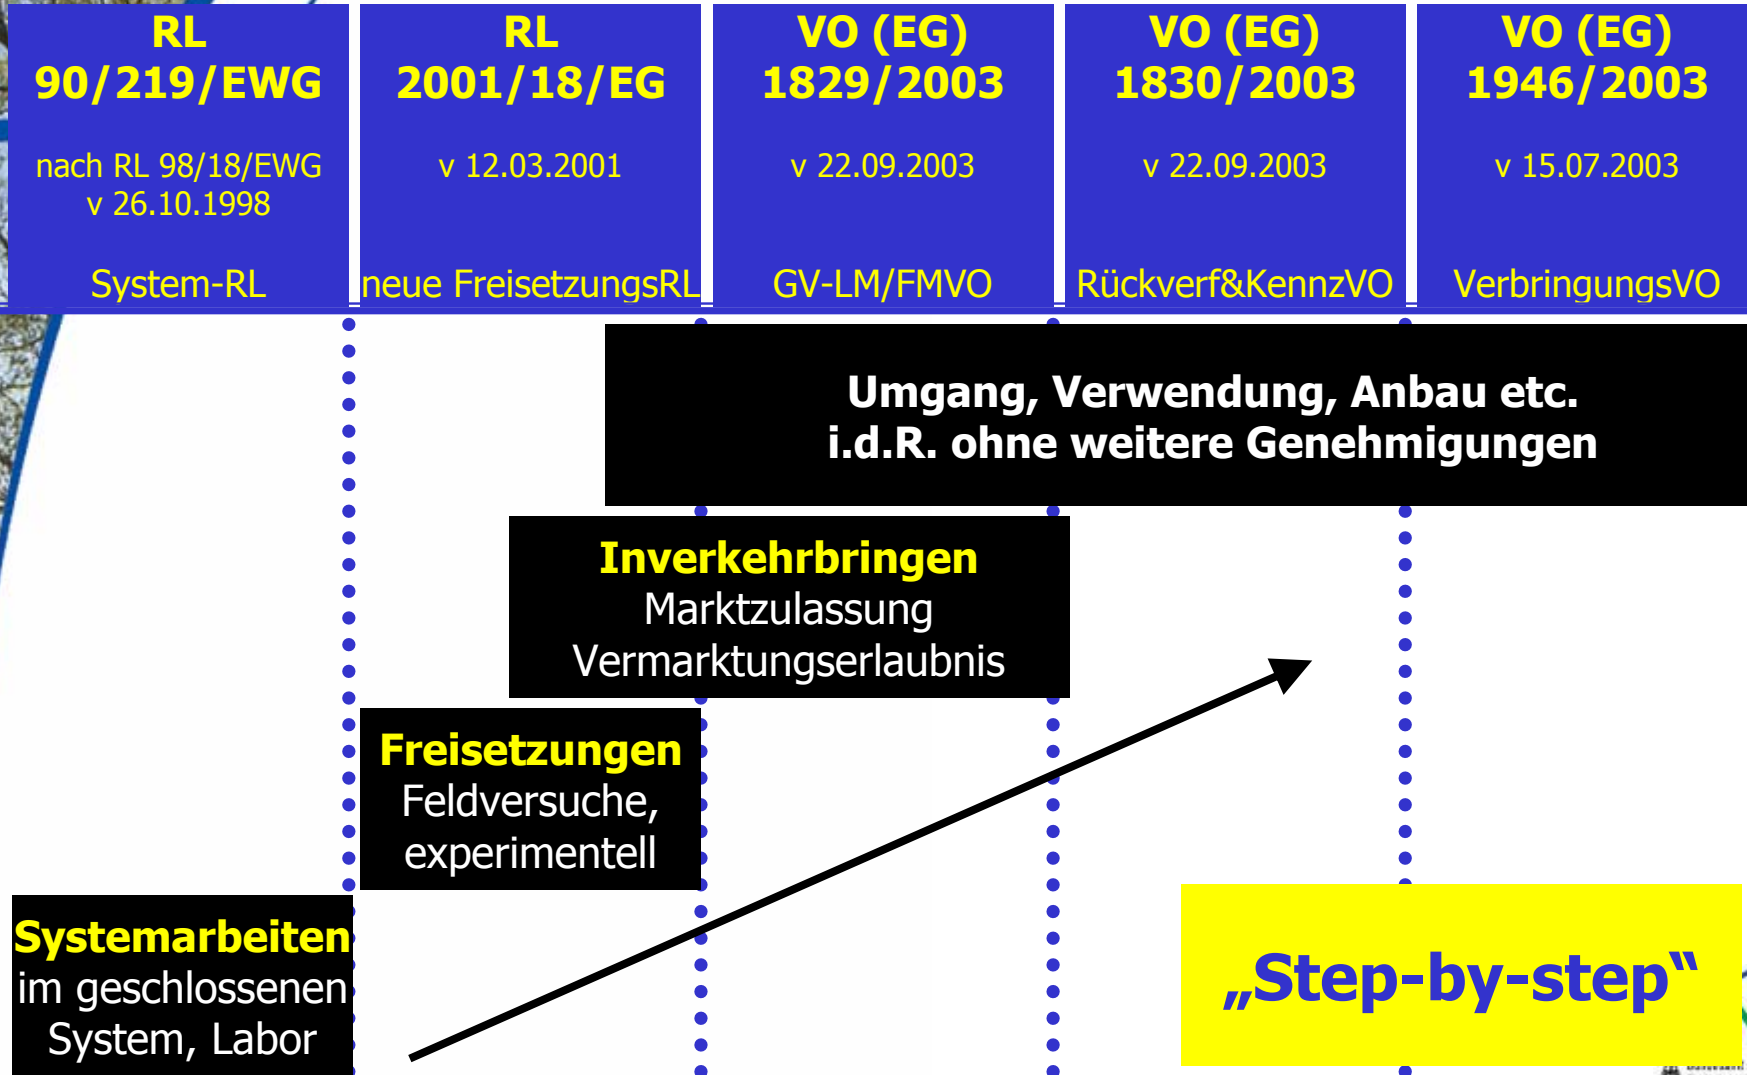 RL
90/219/EWG
nach RL 98/18/EWG
v 26.10.1998
System-RL
RL
2001/18/EG
v 12.03.2001
neue FreisetzungsRL
VO (EG)
1829/2003
v 22.09.2003
GV-LM/FMVO
VO (EG)
1830/2003
v 22.09.2003
Rückverf&KennzVO
VO (EG)
1946/2003
v 15.07.2003
VerbringungsVO
Umgang, Verwendung, Anbau etc.
i.d.R. ohne weitere Genehmigungen
Inverkehrbringen
Marktzulassung
Vermarktungserlaubnis
Freisetzungen
Feldversuche,
experimentell
Systemarbeiten
im geschlossenen
System, Labor
„Step-by-step“